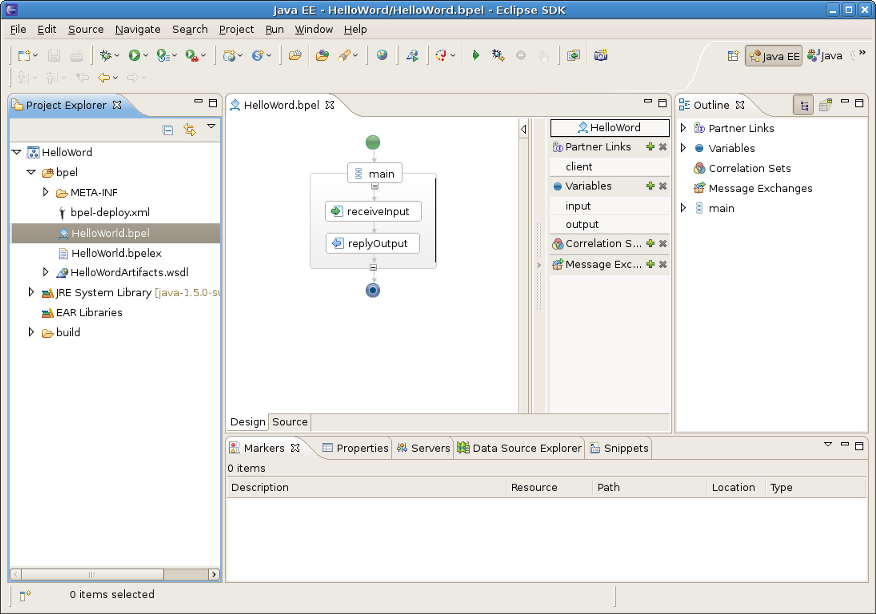 Java EE - HelloWord/HelloWord.bpel - Eclipse SDK
File Edit Source Navigate Search Project Run Window Help
Java EE Java
Project Explorer
HelloWord
bpel
META-INF
bpel-deploy.xml
HelloWord.bpel
HelloWord.bpelex
HelloWordArtifacts.wsdl
JRE System Library [java-1.5.0-su
EAR Libraries
build
HelloWord.bpel
main
receiveInput
replyOutput
HelloWord
Partner Links
client
Variables
input
output
Correlation S...
Message Exc...
Design Source
Outline
Partner Links
Variables
Correlation Sets
Message Exchanges
main
Markers Properties Servers Data Source Explorer Snippets
0 items
Description Resource Path Location Type
0 items selected